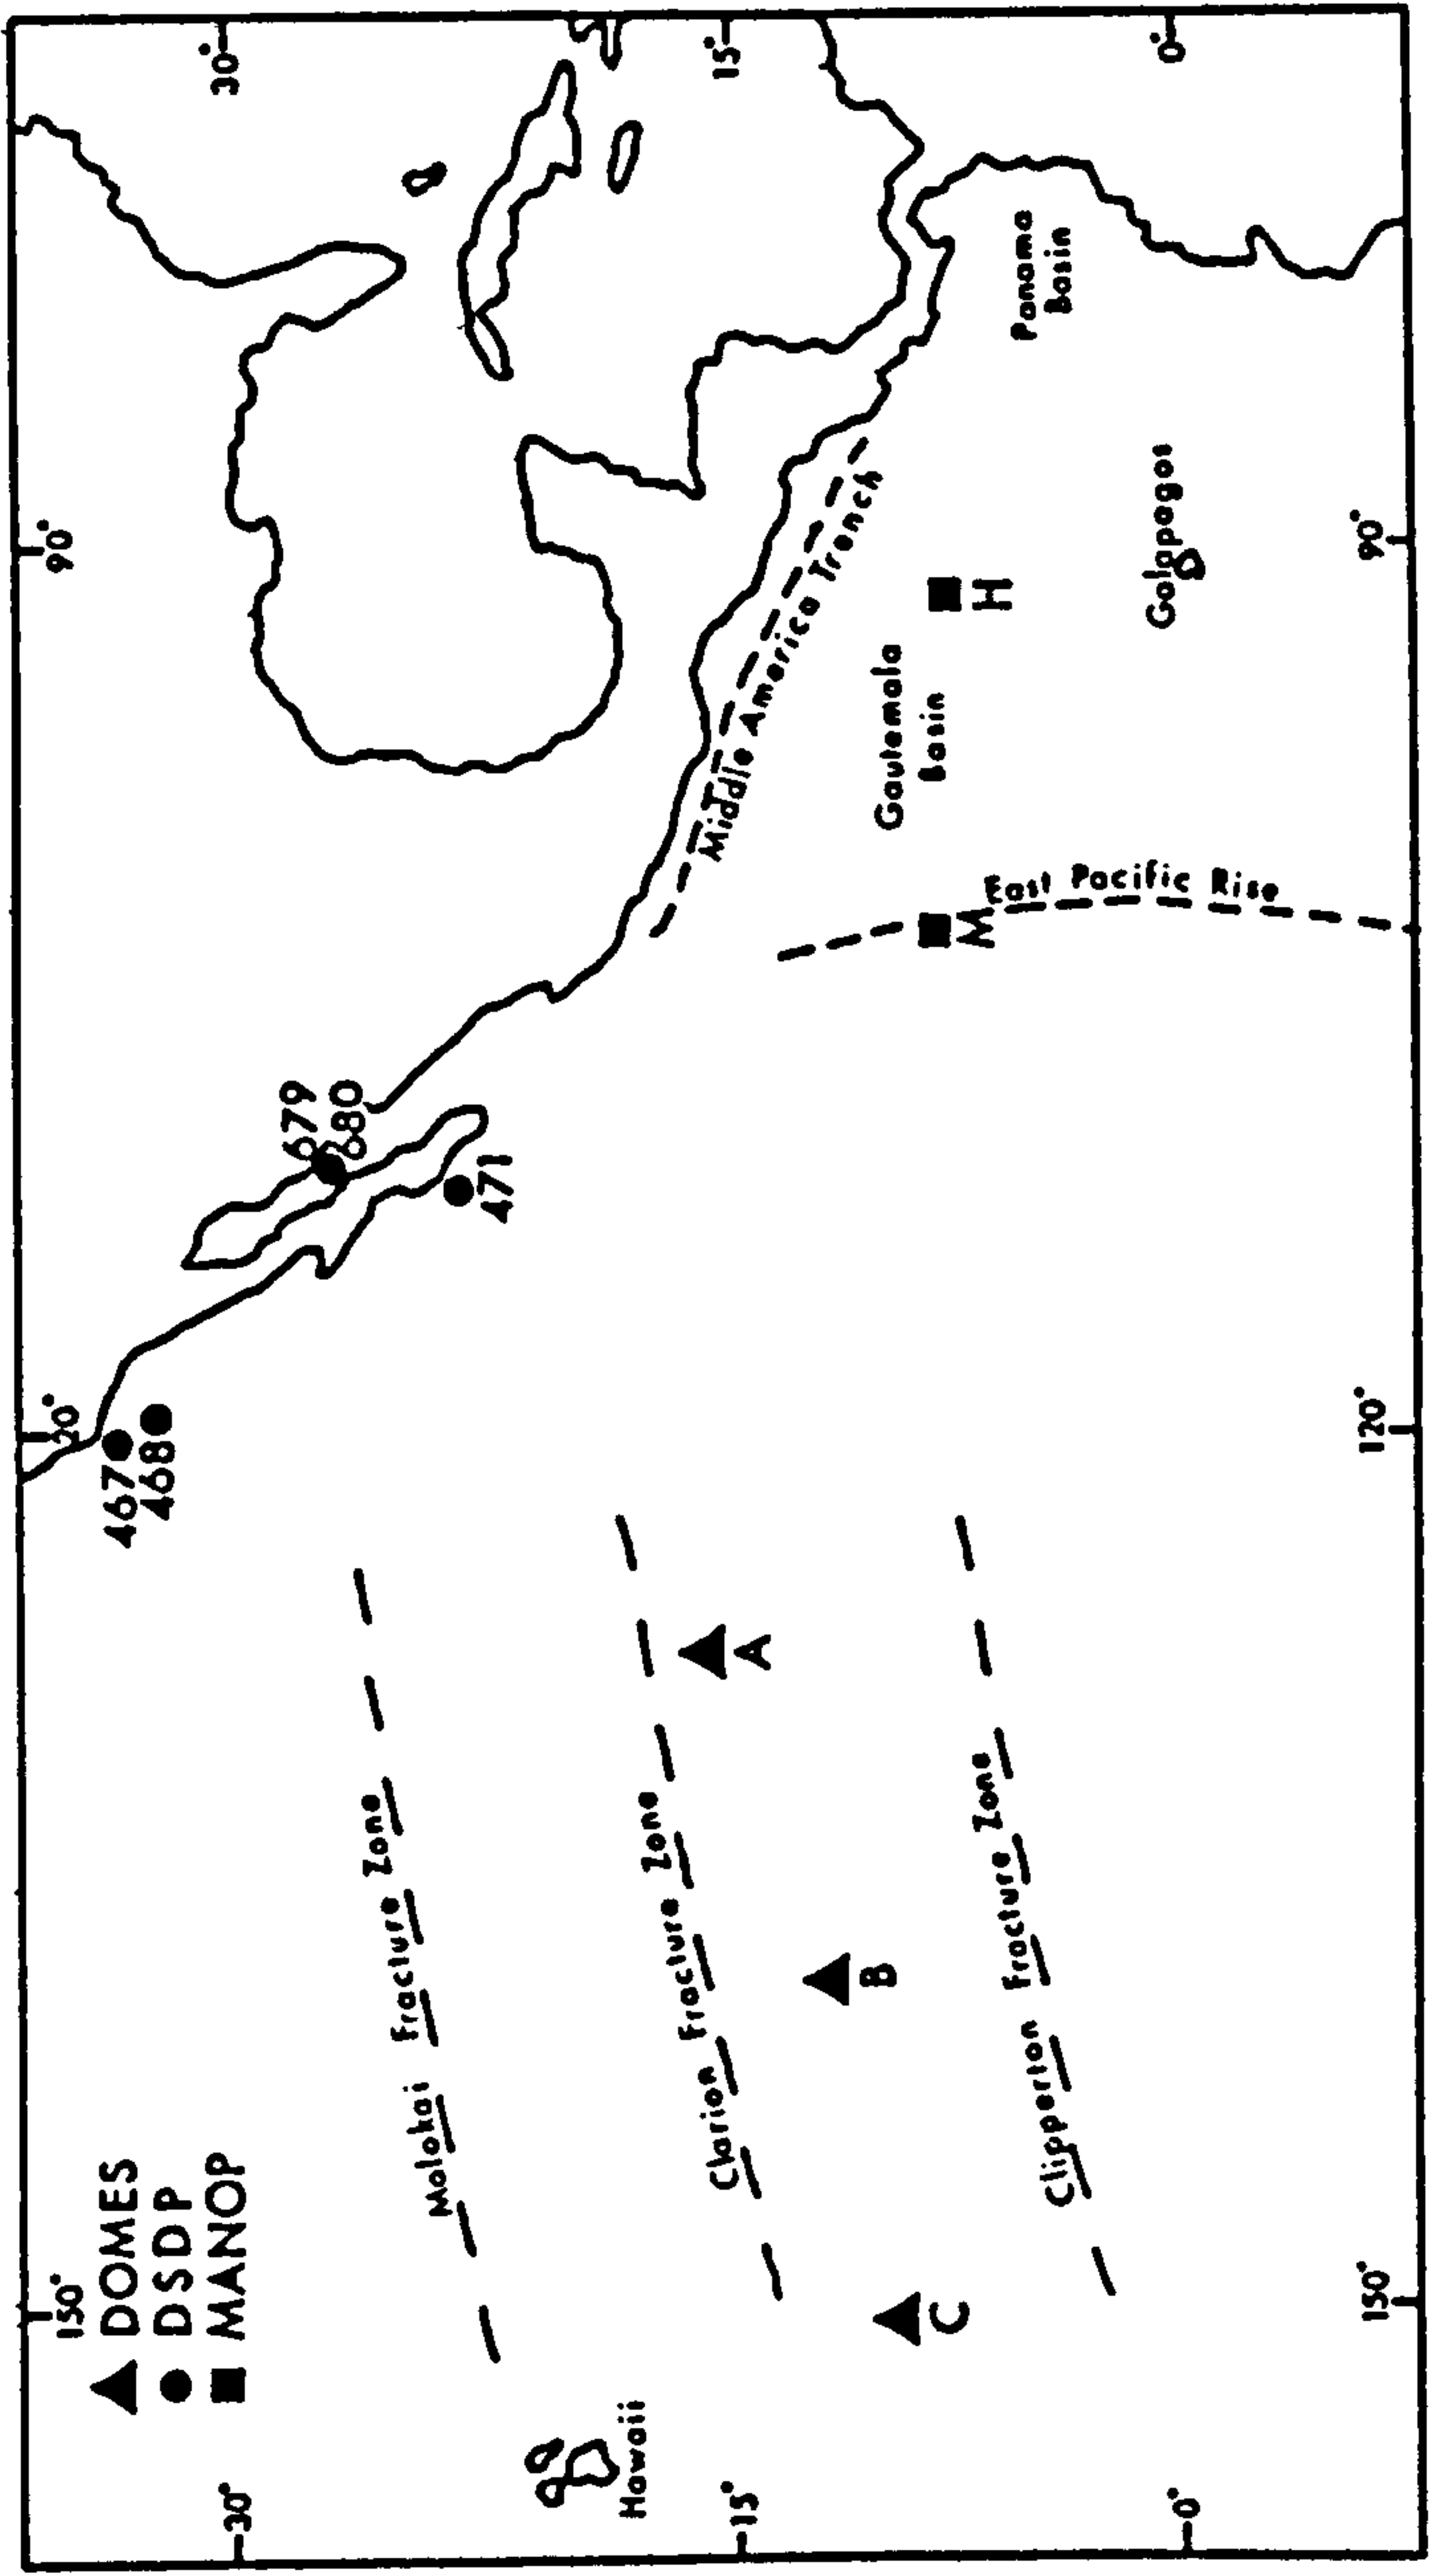 150°
120°
90°
DOMES
DSDP
MANOP
467
468
679
680
471
30°
30°
Molokai Fracture Zone
Hawaii
Clarion Fracture Zone
A
B
C
15°
15°
Middle America Trench
Gautemala
Basin
H
M
East Pacific Rise
Panama
Basin
Clipperton Fracture Zone
Galapagos
0°
0°
150°
120°
90°